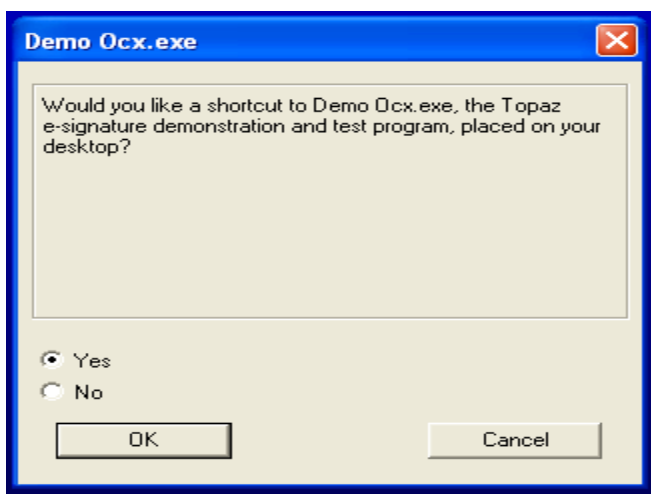 Demo Ocx.exe
Would you like a shortcut to Demo Ocx.exe, the Topaz
e-signature demonstration and test program, placed on your
desktop?
Yes
No
OK
Cancel